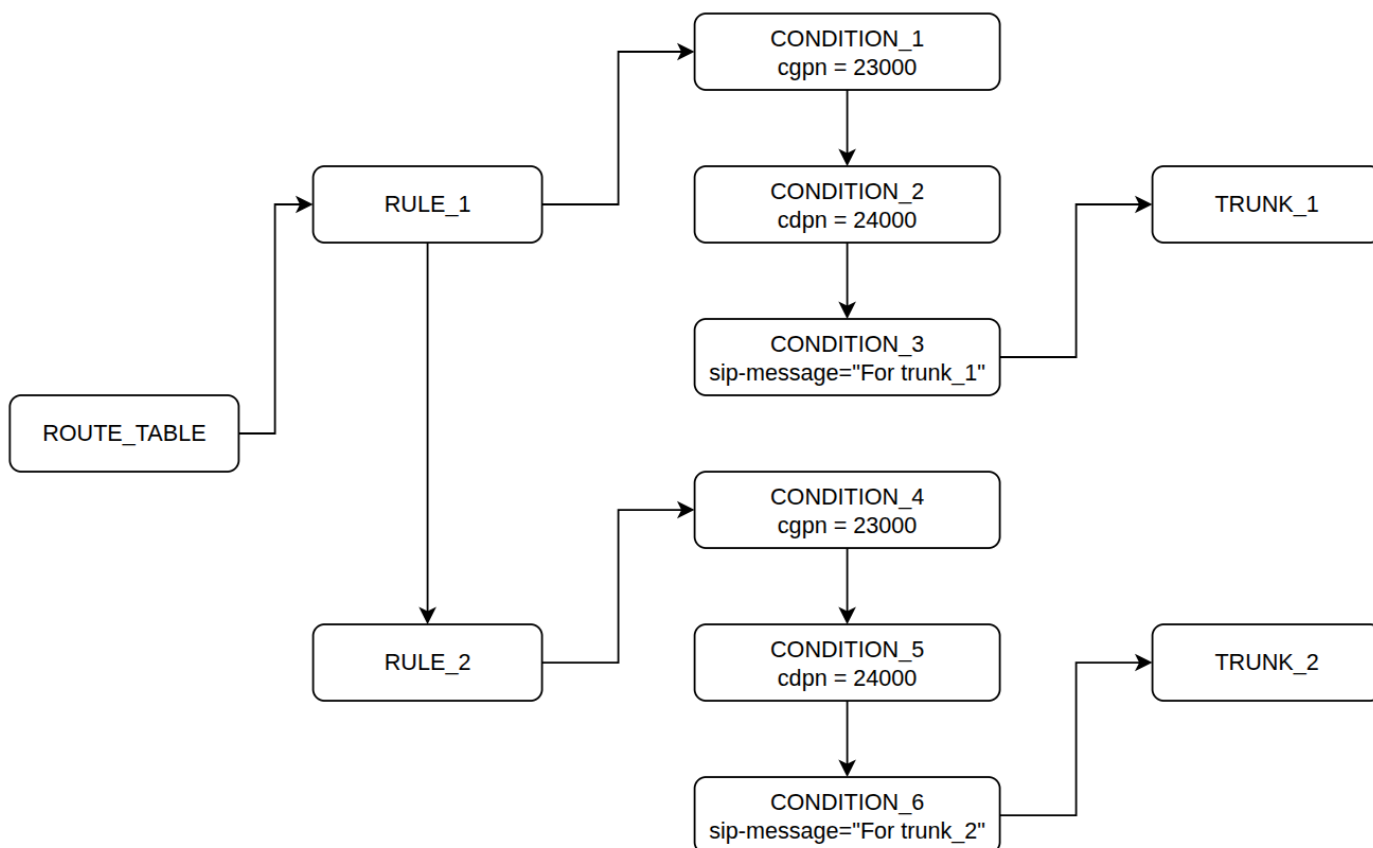 CONDITION_1
cgpn = 23000
RULE_1
CONDITION_2
cdpn = 24000
TRUNK_1
CONDITION_3
sip-message="For trunk_1"
ROUTE_TABLE
CONDITION_4
cgpn = 23000
RULE_2
CONDITION_5
cdpn = 24000
TRUNK_2
CONDITION_6
sip-message="For trunk_2"